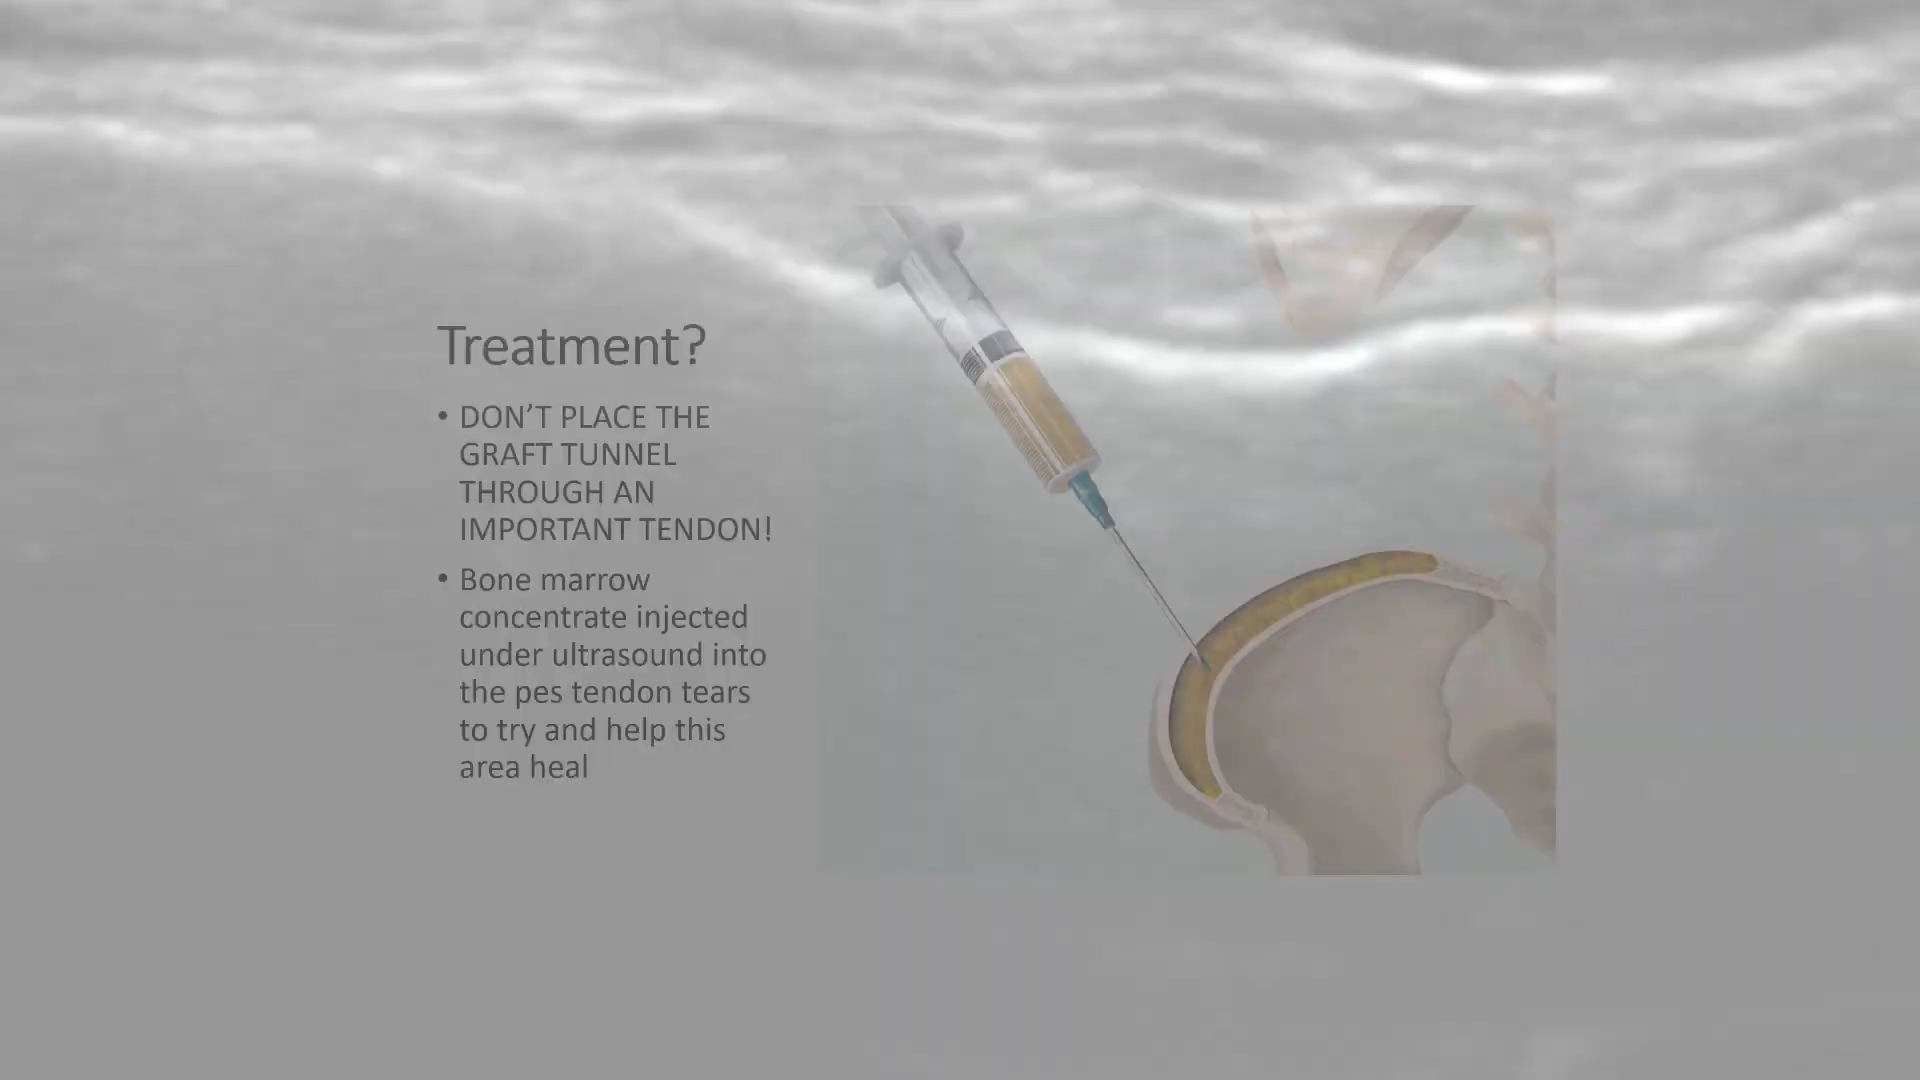 Treatment?
• DON’T PLACE THE
GRAFT TUNNEL
THROUGH AN
IMPORTANT TENDON!
• Bone marrow
concentrate injected
under ultrasound into
the pes tendon tears
to try and help this
area heal